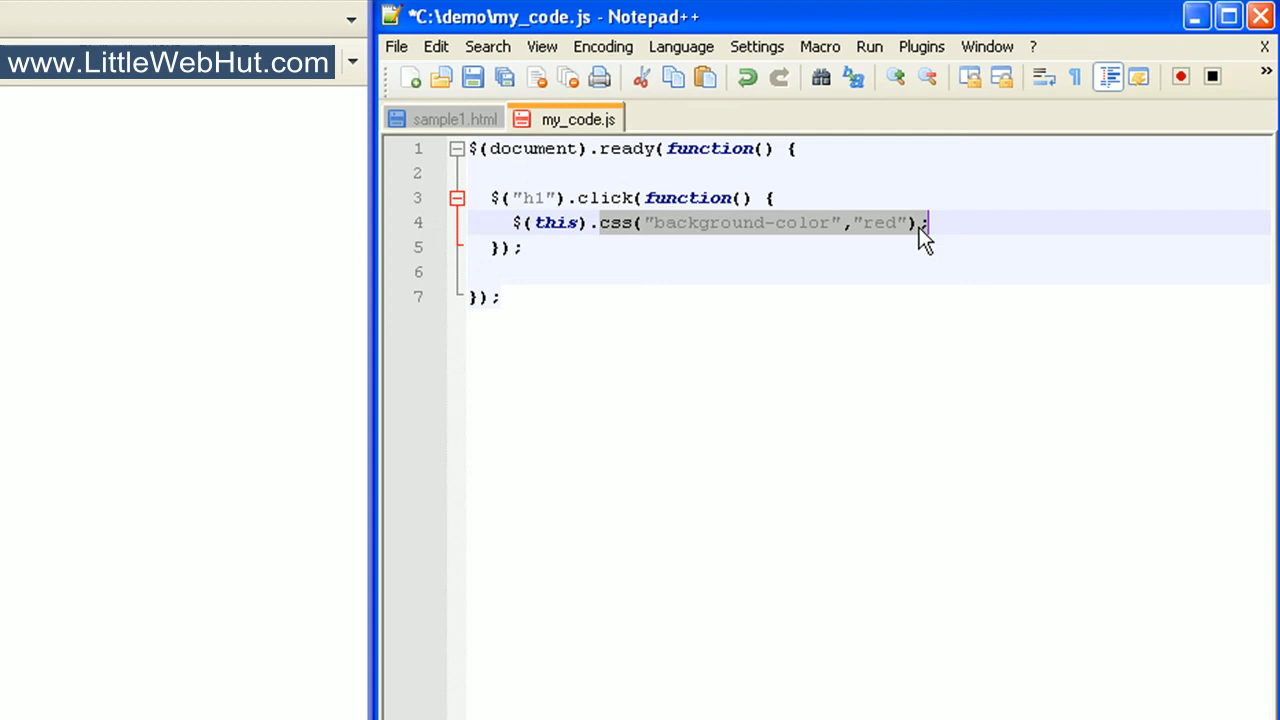 www.LittleWebHut.com
*C:\demo\my_code.js - Notepad++
File Edit Search View Encoding Language Settings Macro Run Plugins Window ? X
»
sample1.html my_code.js
1 $(document).ready(function() {
2
3 $("h1").click(function() {
4 $(this).css("background-color","red");
5 });
6
7 });